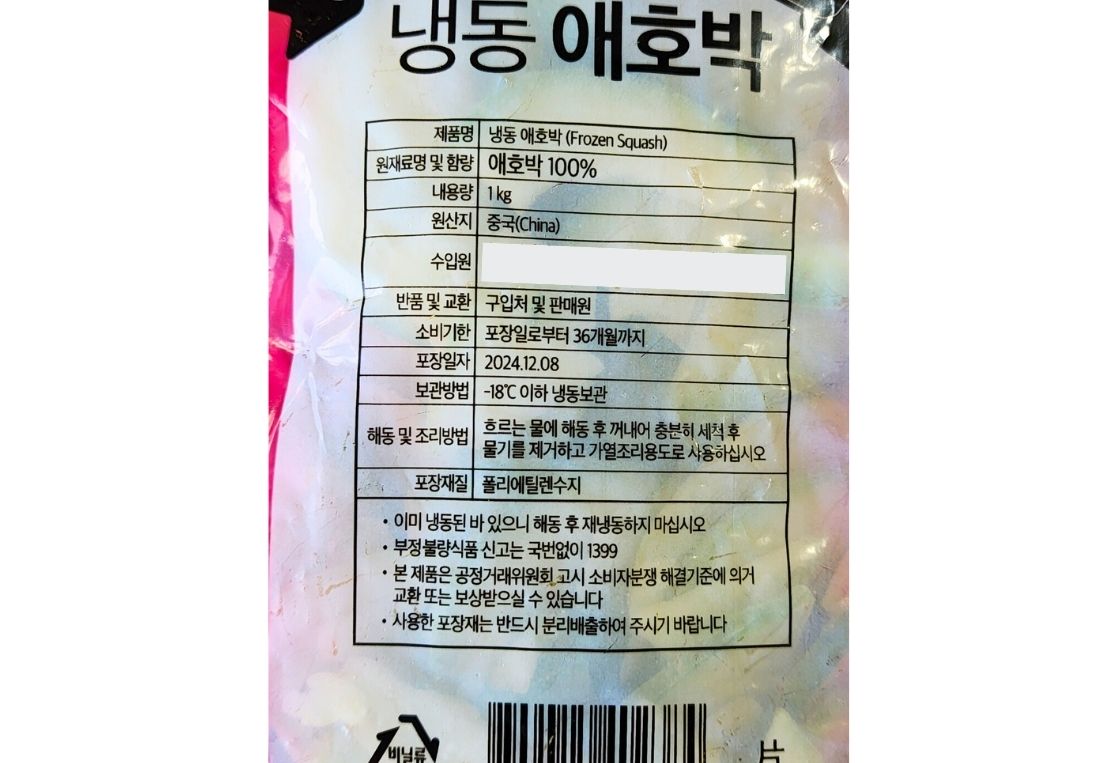 냉동 애호박
제품명 냉동 애호박 (Frozen Squash)
원재료명 및 함량 애호박 100%
내용량 1 kg
원산지 중국(China)
수입원
반품 및 교환 구입처 및 판매원
소비기한 포장일로부터 36개월까지
포장일자 2024.12.08
보관방법 -18℃ 이하 냉동보관
해동 및 조리방법 흐르는 물에 해동 후 꺼내어 충분히 세척 후
물기를 제거하고 가열조리용도로 사용하십시오
포장재질 폴리에틸렌수지
• 이미 냉동된 바 있으니 해동 후 재냉동하지 마십시오
• 부정·불량식품 신고는 국번없이 1399
• 본 제품은 공정거래위원회 고시 소비자분쟁 해결기준에 의거
교환 또는 보상받으실 수 있습니다
• 사용한 포장재는 반드시 분리배출하여 주시기 바랍니다
비닐류